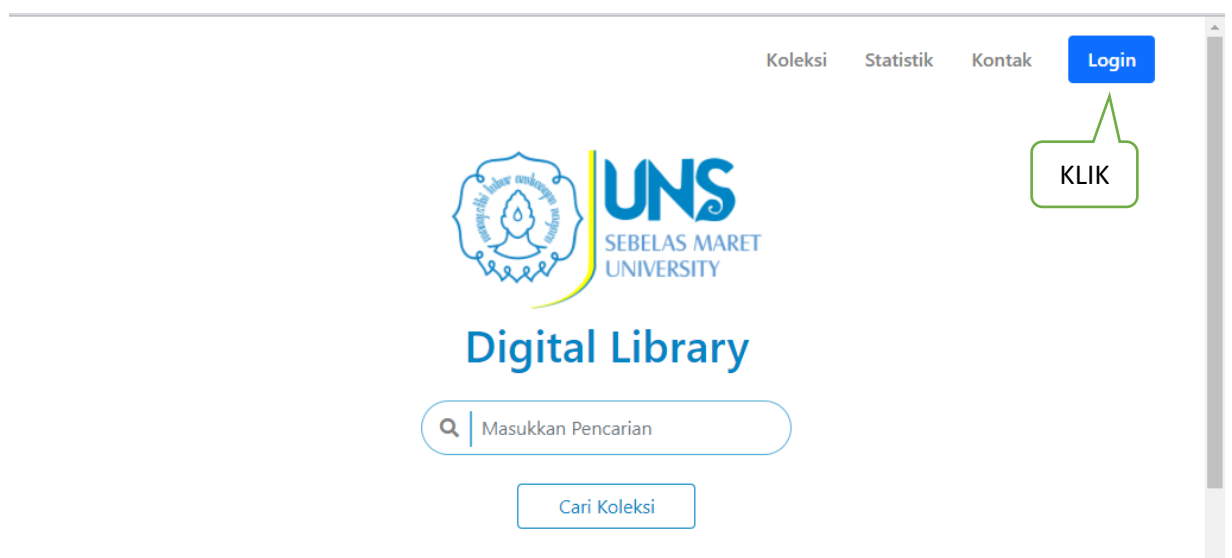 Koleksi Statistik Kontak Login
KLIK
UNS
SEBELAS MARET
UNIVERSITY
Digital Library
Masukkan Pencarian
Cari Koleksi